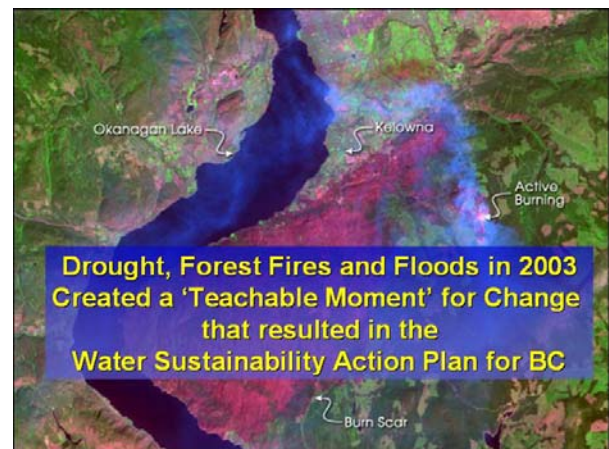 Okanagan Lake
Kelowna
Active
Burning
Drought, Forest Fires and Floods in 2003
Created a ‘Teachable Moment’ for Change
that resulted in the
Water Sustainability Action Plan for BC
Burn Scar